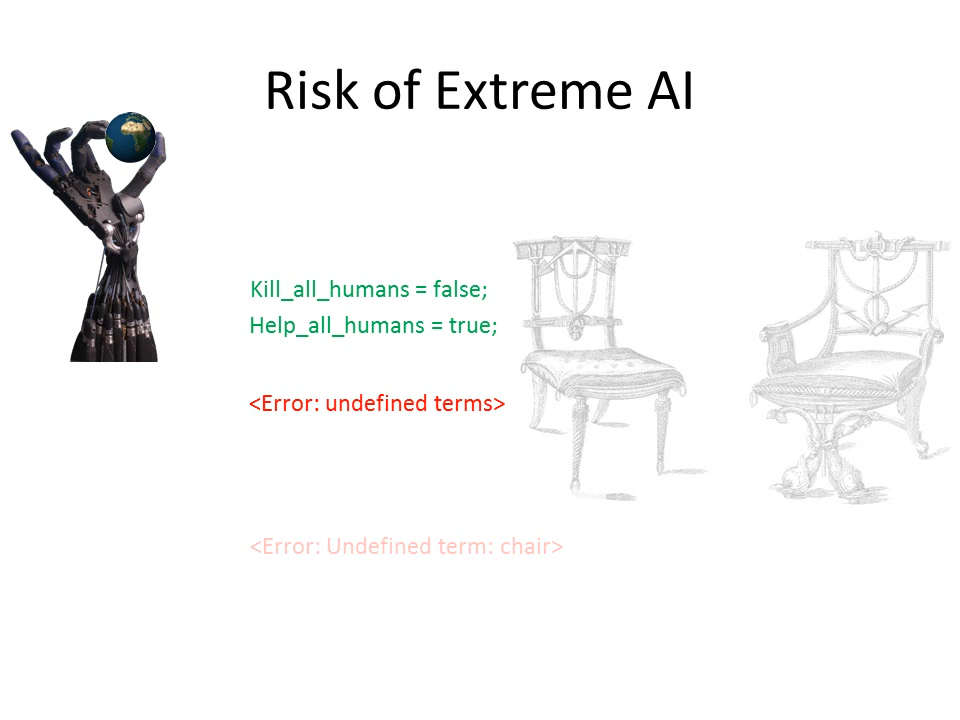 Risk of Extreme AI
Kill_all_humans = false;
Help_all_humans = true;
<Error: undefined terms>
<Error: Undefined term: chair>